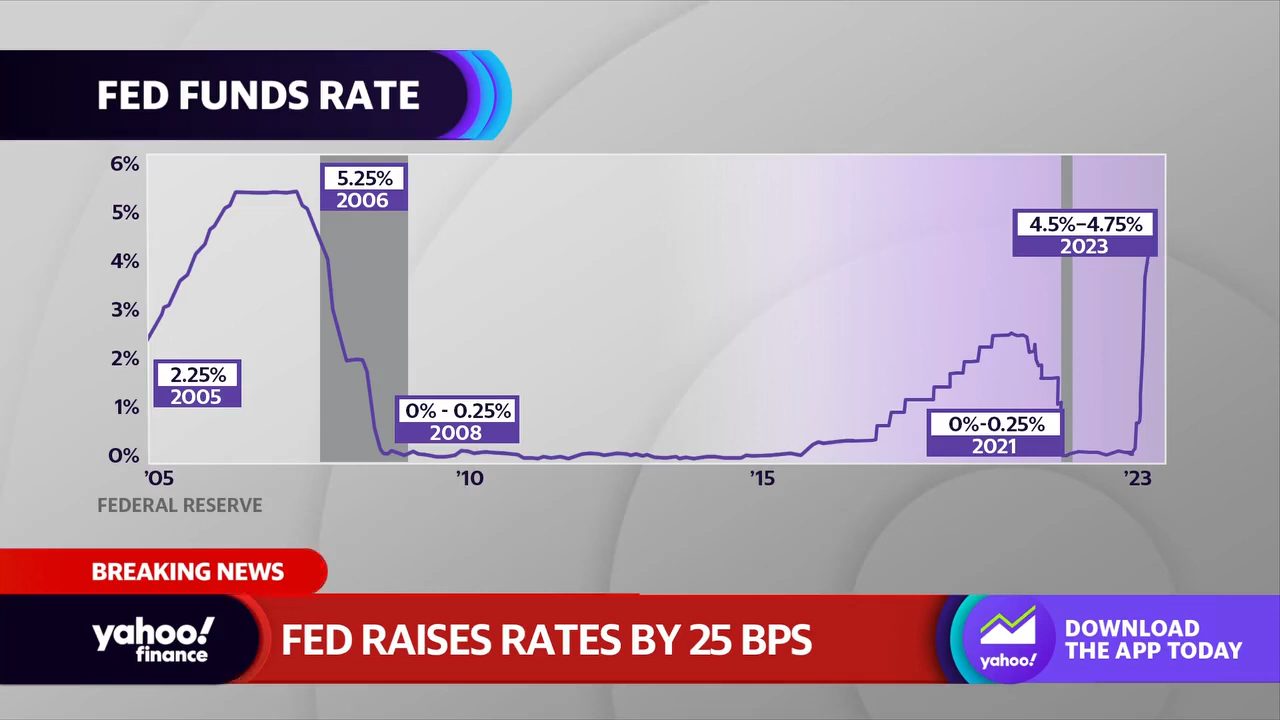 FED FUNDS RATE
6%
5%
4%
3%
2%
1%
0%
5.25%
2006
4.5%–4.75%
2023
2.25%
2005
0% - 0.25%
2008
0%-0.25%
2021
'05
'10
'15
'23
FEDERAL RESERVE
BREAKING NEWS
yahoo!
finance
FED RAISES RATES BY 25 BPS
yahoo!
DOWNLOAD
THE APP TODAY